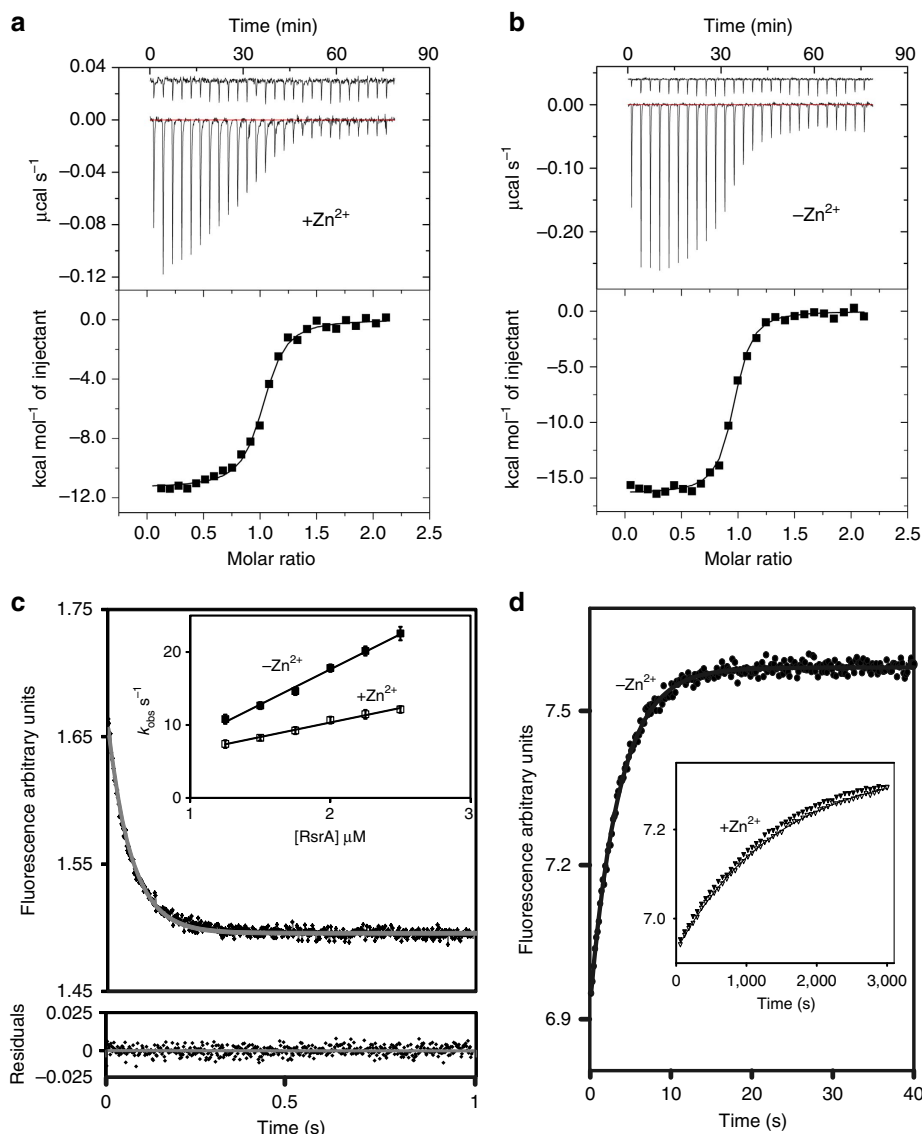 a
Time (min)
0 30 60 90
0.04
0.00
–0.04
–0.08
–0.12
µcal s–1
+Zn2+
0.0
–4.0
–8.0
–12.0
kcal mol–1 of injectant
0.0 0.5 1.0 1.5 2.0 2.5
Molar ratio
b
Time (min)
0 30 60 90
0.00
–0.10
–0.20
µcal s–1
–Zn2+
0.0
–5.0
–10.0
–15.0
kcal mol–1 of injectant
0.0 0.5 1.0 1.5 2.0 2.5
Molar ratio
c
1.75
1.65
1.55
1.45
Fluorescence arbitrary units
20
10
0
kobs s–1
–Zn2+
+Zn2+
1 2 3
[RsrA] µM
0.025
0
–0.025
Residuals
0 0.5 1
Time (s)
d
7.5
7.2
6.9
Fluorescence arbitrary units
–Zn2+
7.2
7.0
+Zn2+
0 1,000 2,000 3,000
Time (s)
0 10 20 30 40
Time (s)